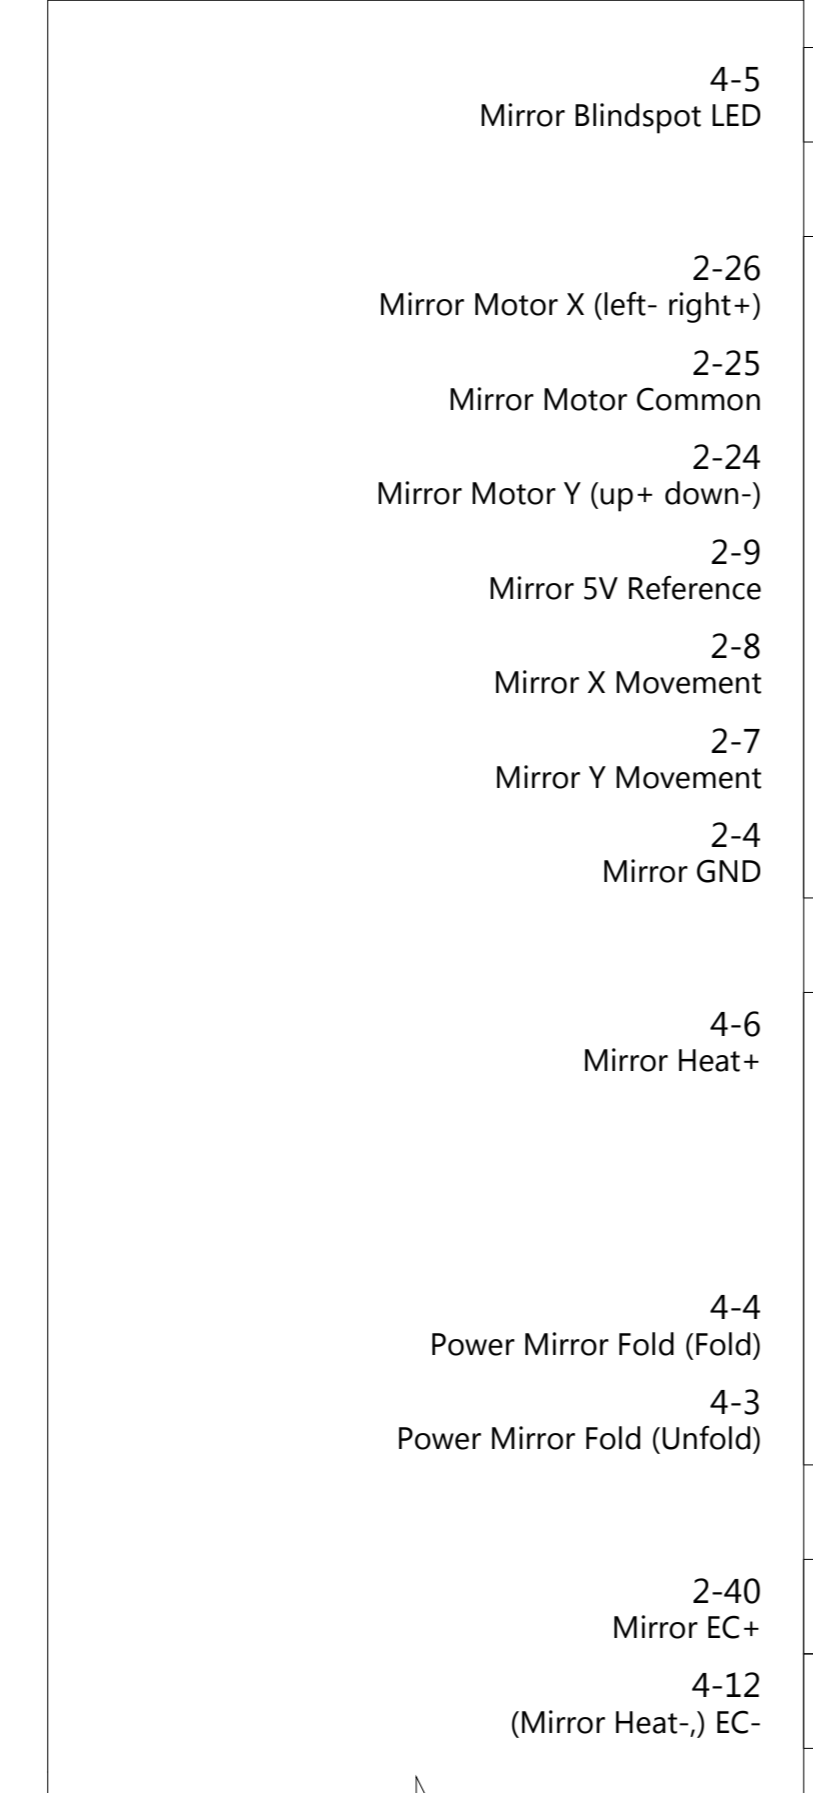 4-5
Mirror Blindspot LED
2-26
Mirror Motor X (left- right+)
2-25
Mirror Motor Common
2-24
Mirror Motor Y (up+ down-)
2-9
Mirror 5V Reference
2-8
Mirror X Movement
2-7
Mirror Y Movement
2-4
Mirror GND
4-6
Mirror Heat+
4-4
Power Mirror Fold (Fold)
4-3
Power Mirror Fold (Unfold)
2-40
Mirror EC+
4-12
(Mirror Heat-,) EC-